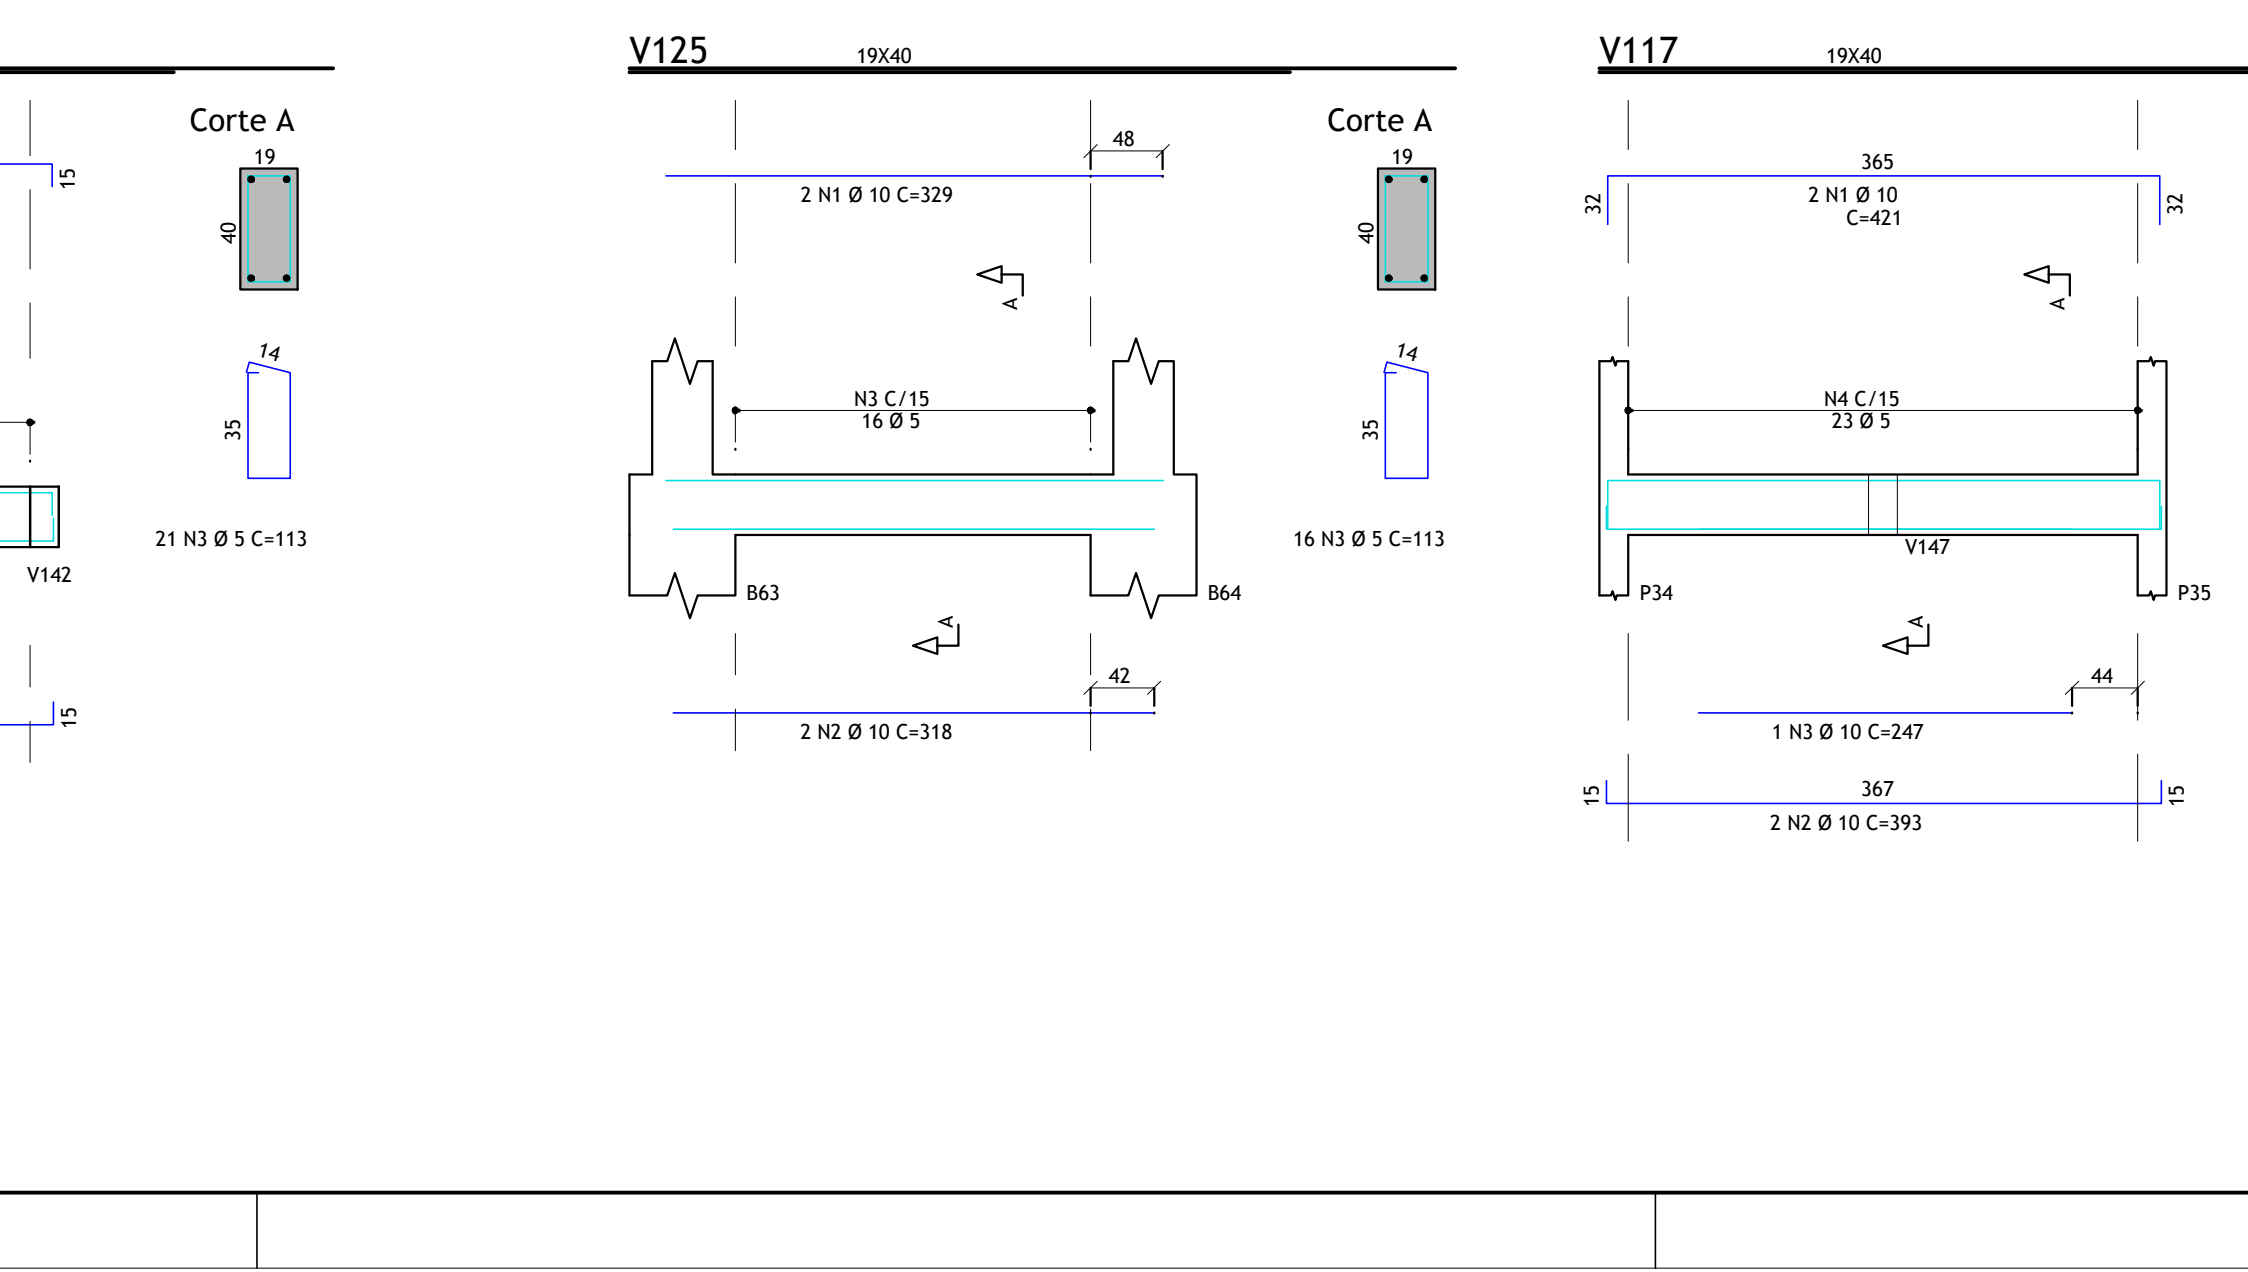 15
Corte A
19
40
14
35
21 N3 Ø 5 C=113
V142
15
V125
19X40
48
2 N1 Ø 10 C=329
A
N3 C/15
16 Ø 5
B63
B64
A
42
2 N2 Ø 10 C=318
Corte A
19
40
14
35
16 N3 Ø 5 C=113
V117
19X40
365
32
2 N1 Ø 10
C=421
32
A
N4 C/15
23 Ø 5
V147
P34
P35
A
44
1 N3 Ø 10 C=247
15
367
15
2 N2 Ø 10 C=393